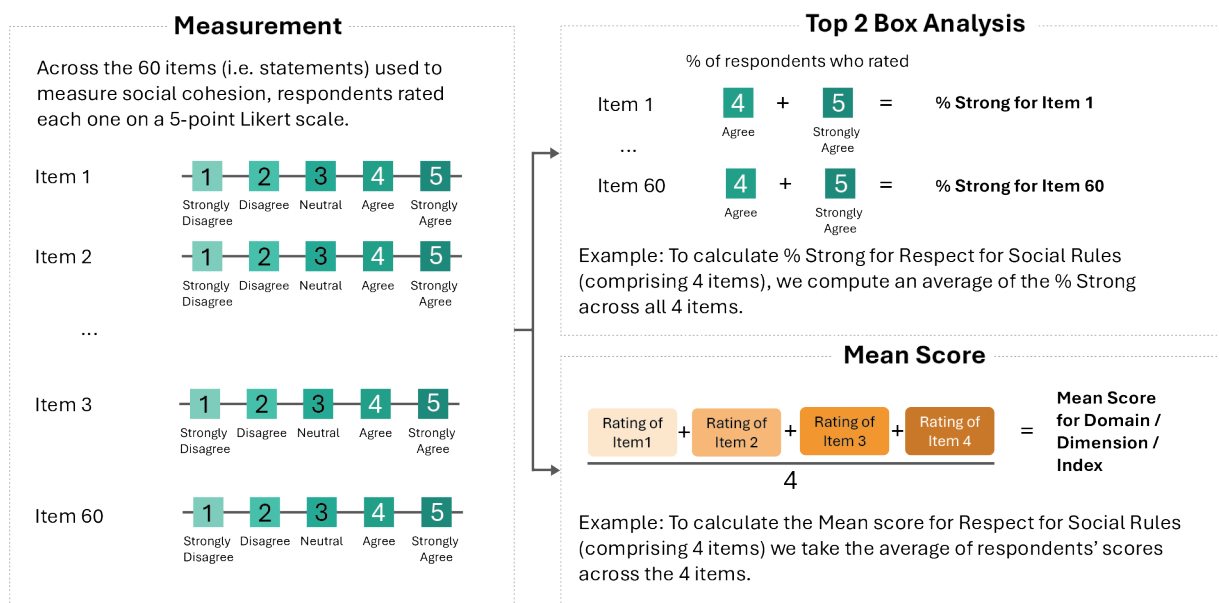 Measurement
Across the 60 items (i.e. statements) used to
measure social cohesion, respondents rated
each one on a 5-point Likert scale.
Item 1
1 2 3 4 5
Strongly Disagree Disagree Neutral Agree Strongly Agree
Item 2
1 2 3 4 5
Strongly Disagree Disagree Neutral Agree Strongly Agree
...
Item 3
1 2 3 4 5
Strongly Disagree Disagree Neutral Agree Strongly Agree
Item 60
1 2 3 4 5
Strongly Disagree Disagree Neutral Agree Strongly Agree
Top 2 Box Analysis
% of respondents who rated
Item 1 4 + 5 = % Strong for Item 1
Agree Strongly Agree
...
Item 60 4 + 5 = % Strong for Item 60
Agree Strongly Agree
Example: To calculate % Strong for Respect for Social Rules
(comprising 4 items), we compute an average of the % Strong
across all 4 items.
Mean Score
Rating of Item1 + Rating of Item 2 + Rating of Item 3 + Rating of Item 4
4
=
Mean Score
for Domain /
Dimension /
Index
Example: To calculate the Mean score for Respect for Social Rules
(comprising 4 items) we take the average of respondents’ scores
across the 4 items.